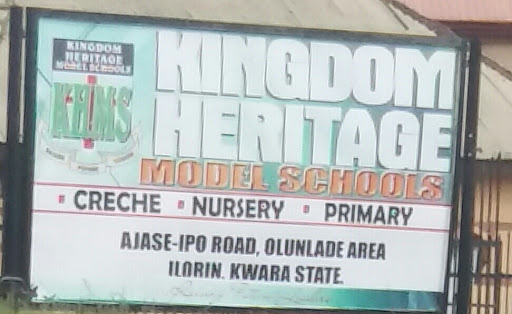 KINGDOM
HERITAGE
MODEL SCHOOLS
KHMS
KINGDOM
HERITAGE
MODEL SCHOOLS
CRECHE NURSERY PRIMARY
AJASE-IPO ROAD, OLUNLADE AREA
ILORIN, KWARA STATE.